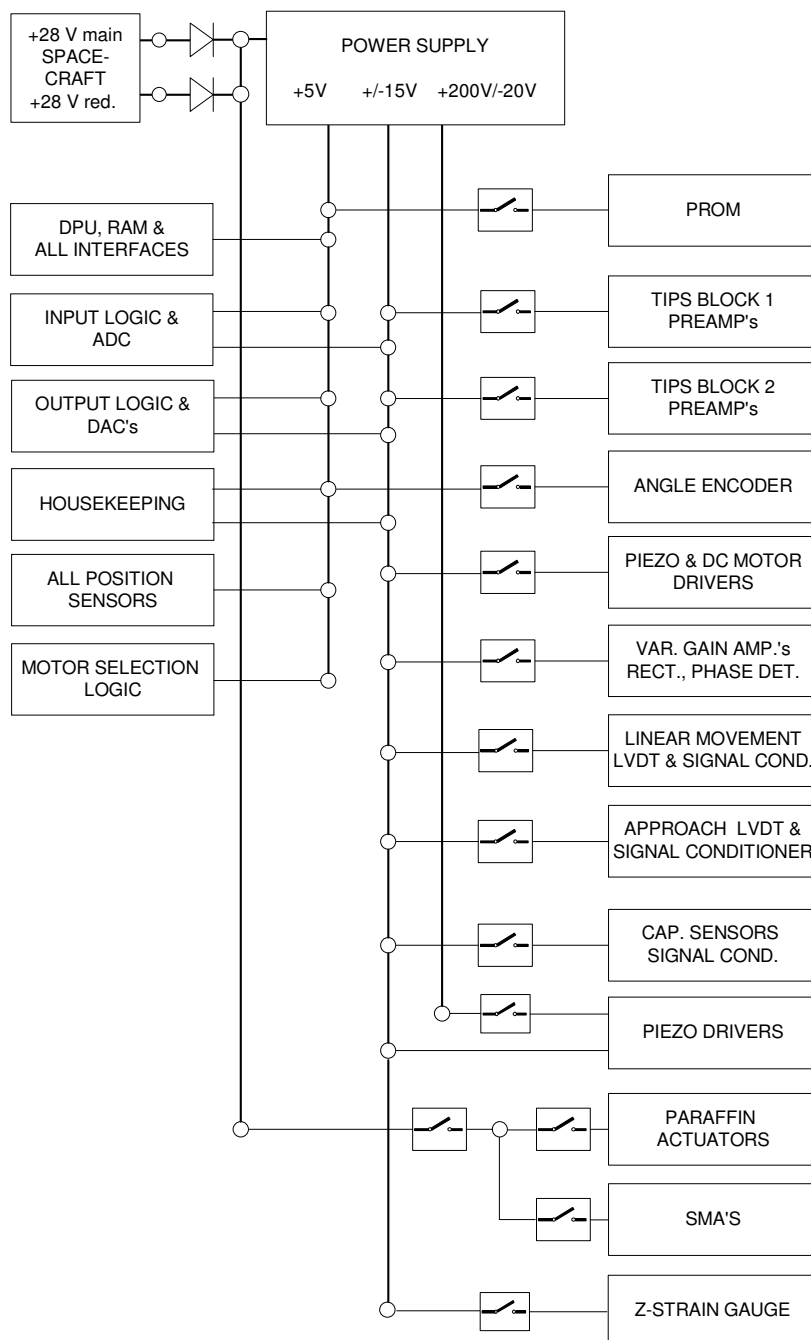 +28 V main
SPACE-
CRAFT
+28 V red.
POWER SUPPLY
+5V +/-15V +200V/-20V
DPU, RAM &
ALL INTERFACES
INPUT LOGIC &
ADC
OUTPUT LOGIC &
DAC's
HOUSEKEEPING
ALL POSITION
SENSORS
MOTOR SELECTION
LOGIC
PROM
TIPS BLOCK 1
PREAMP's
TIPS BLOCK 2
PREAMP's
ANGLE ENCODER
PIEZO & DC MOTOR
DRIVERS
VAR. GAIN AMP.'s
RECT., PHASE DET.
LINEAR MOVEMENT
LVDT & SIGNAL COND.
APPROACH LVDT &
SIGNAL CONDITIONER
CAP. SENSORS
SIGNAL COND.
PIEZO DRIVERS
PARAFFIN
ACTUATORS
SMA'S
Z-STRAIN GAUGE